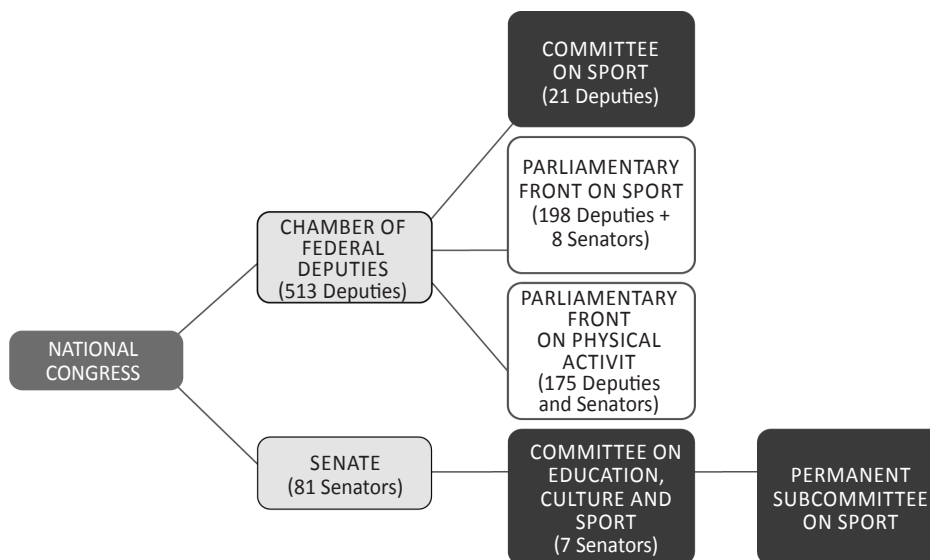 COMMITTEE
ON SPORT
(21 Deputies)
PARLIAMENTARY
FRONT ON SPORT
(198 Deputies +
8 Senators)
CHAMBER OF
FEDERAL
DEPUTIES
(513 Deputies)
PARLIAMENTARY
FRONT
ON PHYSICAL
ACTIVIT
(175 Deputies
and Senators)
NATIONAL
CONGRESS
SENATE
(81 Senators)
COMMITTEE ON
EDUCATION,
CULTURE AND
SPORT
(7 Senators)
PERMANENT
SUBCOMMITTEE
ON SPORT